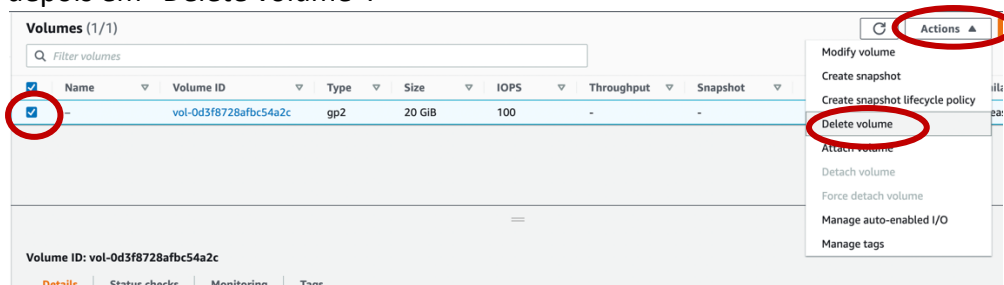 depois em "Delete volume".
Volumes (1/1)
Actions
Filter volumes
Name Volume ID Type Size IOPS Throughput Snapshot
– vol-0d3f8728afbc54a2c gp2 20 GiB 100 - -
Modify volume
Create snapshot
Create snapshot lifecycle policy
Delete volume
Attach volume
Detach volume
Force detach volume
Manage auto-enabled I/O
Manage tags
Volume ID: vol-0d3f8728afbc54a2c
Details Status checks Monitoring Tags